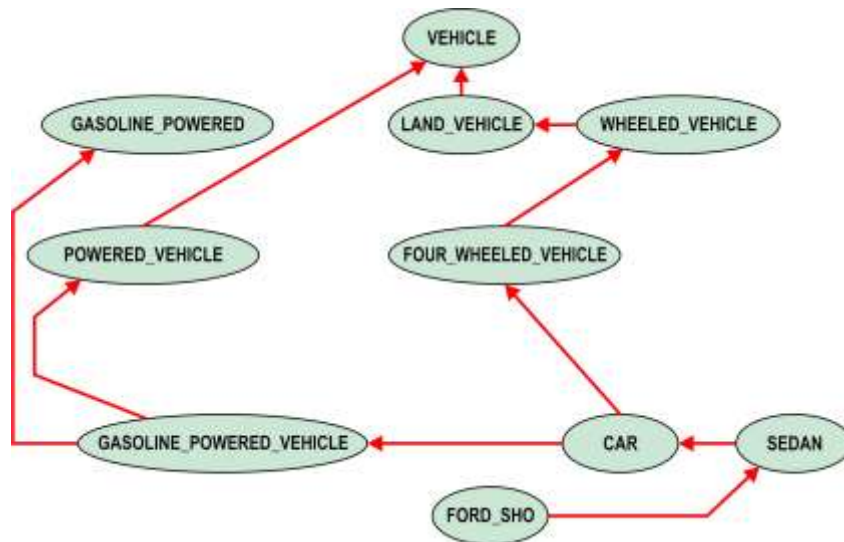 VEHICLE
GASOLINE_POWERED
LAND_VEHICLE
WHEELED_VEHICLE
POWERED_VEHICLE
FOUR_WHEELED_VEHICLE
GASOLINE_POWERED_VEHICLE
CAR
SEDAN
FORD_SHO